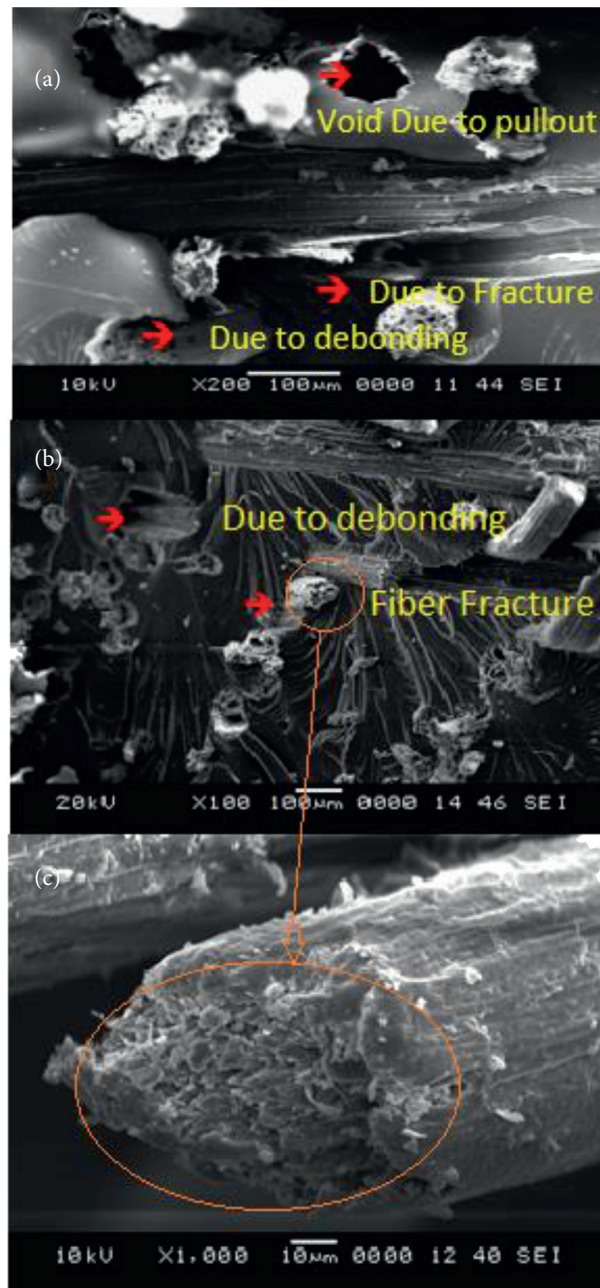 (a)
Void Due to pullout
Due to Fracture
Due to debonding
10kV X200 100μm 0000 11 44 SEI
(b)
Due to debonding
Fiber Fracture
20kV X100 100μm 0000 14 46 SEI
(c)
10kV X1,000 10μm 0000 12 40 SEI